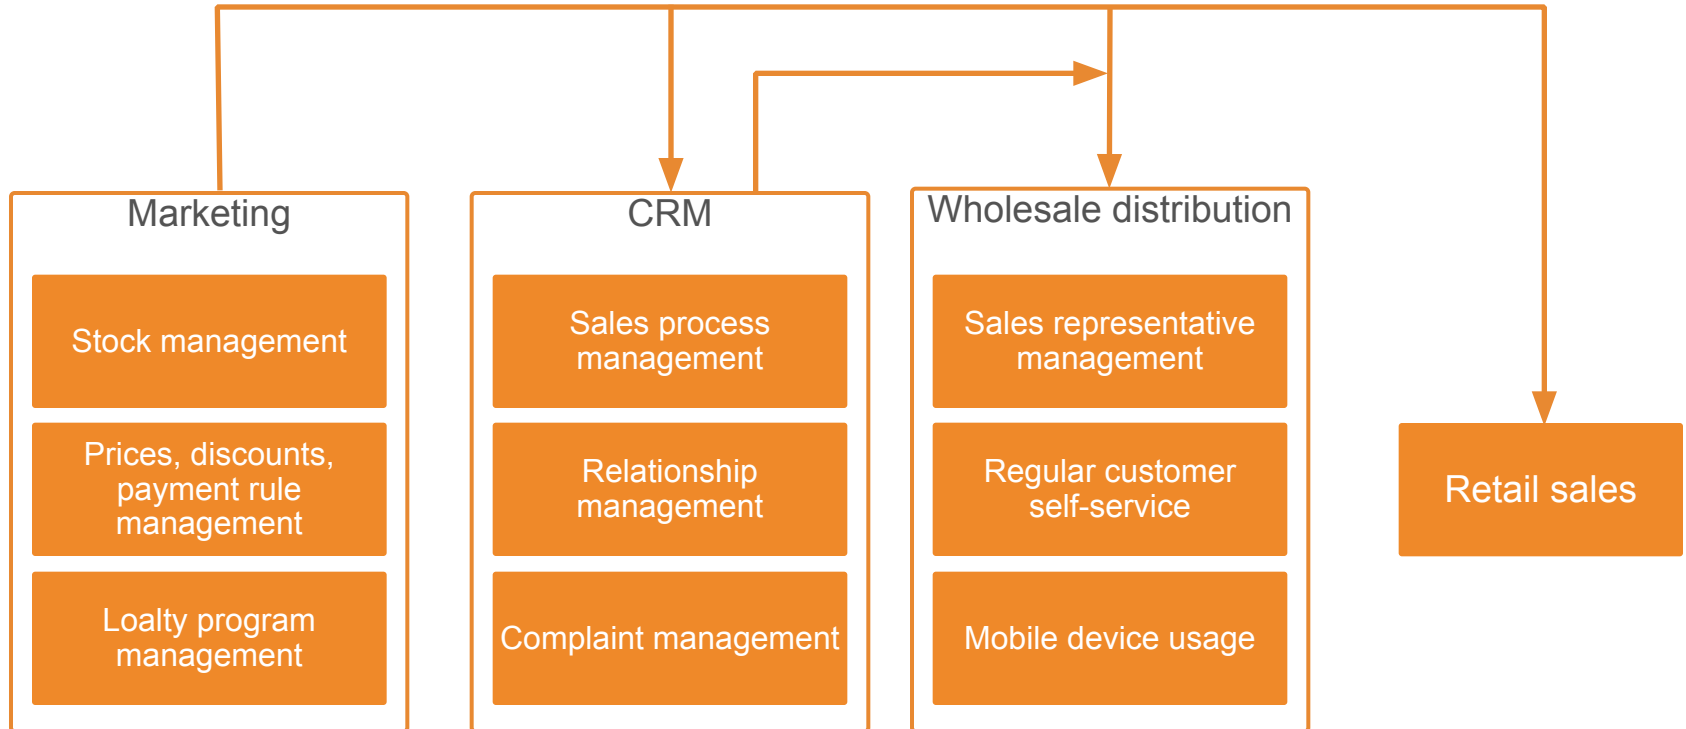 Marketing
Stock management
Prices, discounts,
payment rule
management
Loalty program
management
CRM
Sales process
management
Relationship
management
Complaint management
Wholesale distribution
Sales representative
management
Regular customer
self-service
Mobile device usage
Retail sales